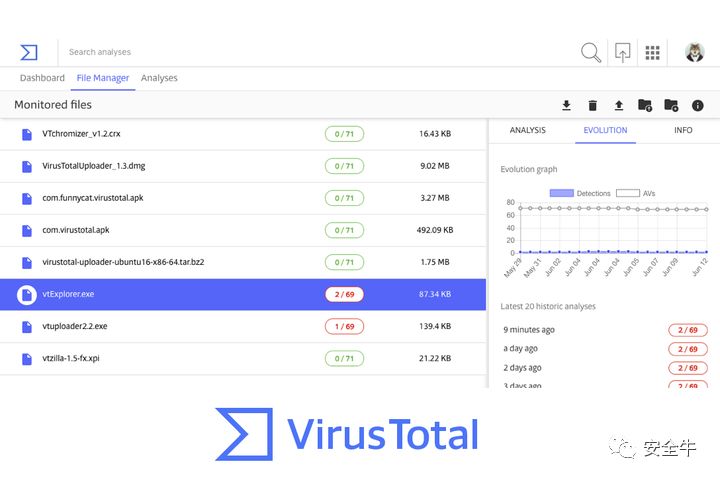 Search analyses
Dashboard File Manager Analyses
Monitored files
VTchromizer_v1.2.crx 0 / 71 16.43 KB
VirusTotalUploader_1.3.dmg 0 / 71 9.02 MB
com.funnycat.virustotal.apk 0 / 71 3.27 MB
com.virustotal.apk 0 / 71 492.09 KB
virustotal-uploader-ubuntu16-x86-64.tar.bz2 0 / 71 1.75 MB
vtExplorer.exe 2 / 69 87.34 KB
vtuploader2.2.exe 1 / 69 139.4 KB
vtzilla-1.5-fx.xpi 0 / 71 21.22 KB
ANALYSIS EVOLUTION INFO
Evolution graph
Detections AVs
80
60
40
20
0
May 29 May 31 Jun 02 Jun 04 Jun 04 Jun 05 Jun 07 Jun 09 Jun 12
Latest 20 historic analyses
9 minutes ago 2 / 69
a day ago 2 / 69
2 days ago 2 / 69
3 days ago 2 / 69
VirusTotal
安全牛